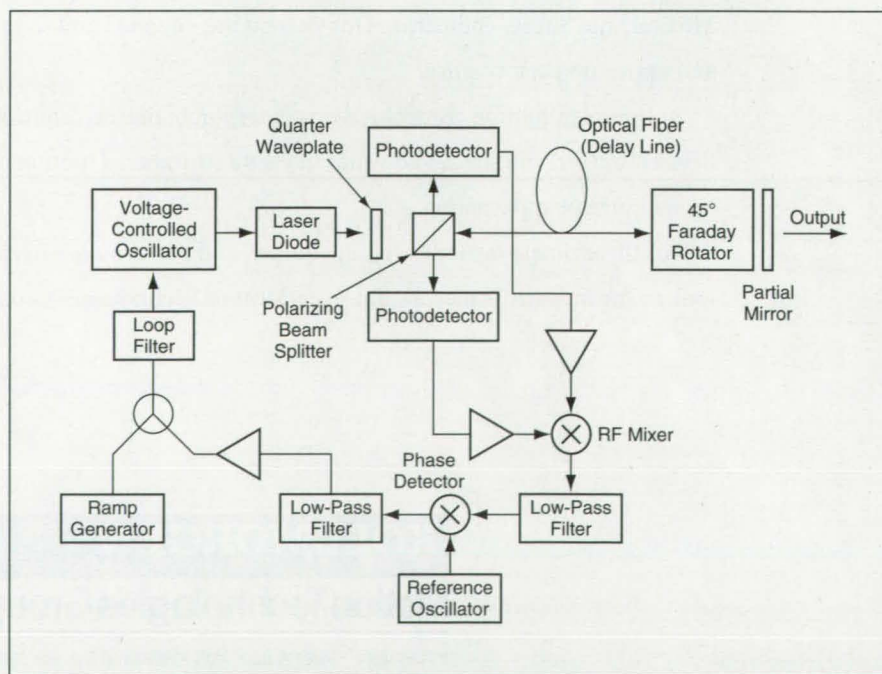 Quarter
Waveplate
Photodetector
Optical Fiber
(Delay Line)
Voltage-
Controlled
Oscillator
Laser
Diode
45°
Faraday
Rotator
Output
Partial
Mirror
Polarizing
Beam
Splitter
Photodetector
Loop
Filter
RF Mixer
Phase
Detector
Ramp
Generator
Low-Pass
Filter
Low-Pass
Filter
Reference
Oscillator